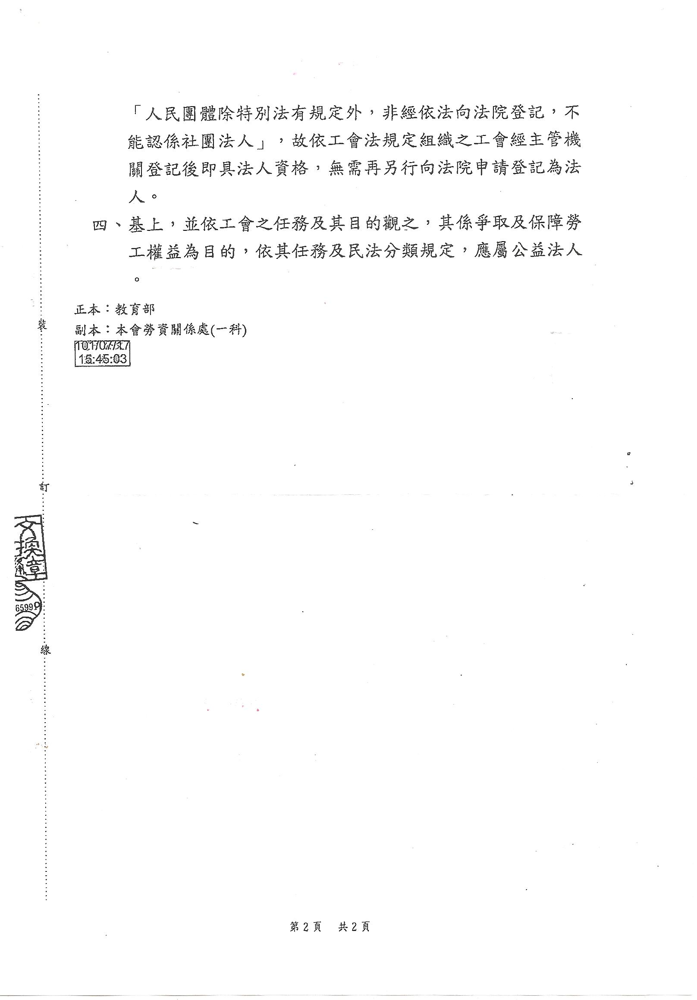 「人民團體除特別法有規定外，非經依法向法院登記，不
能認係社團法人」，故依工會法規定組織之工會經主管機
關登記後即具法人資格，無需再另行向法院申請登記為法
人。
四、基上，並依工會之任務及其目的觀之，其係爭取及保障勞
工權益為目的，依其任務及民法分類規定，應屬公益法人
。
正本：教育部
副本：本會勞資關係處(一科)
101/07/17
15:45:03
裝
訂
文
換
章
線
第2頁 共2頁